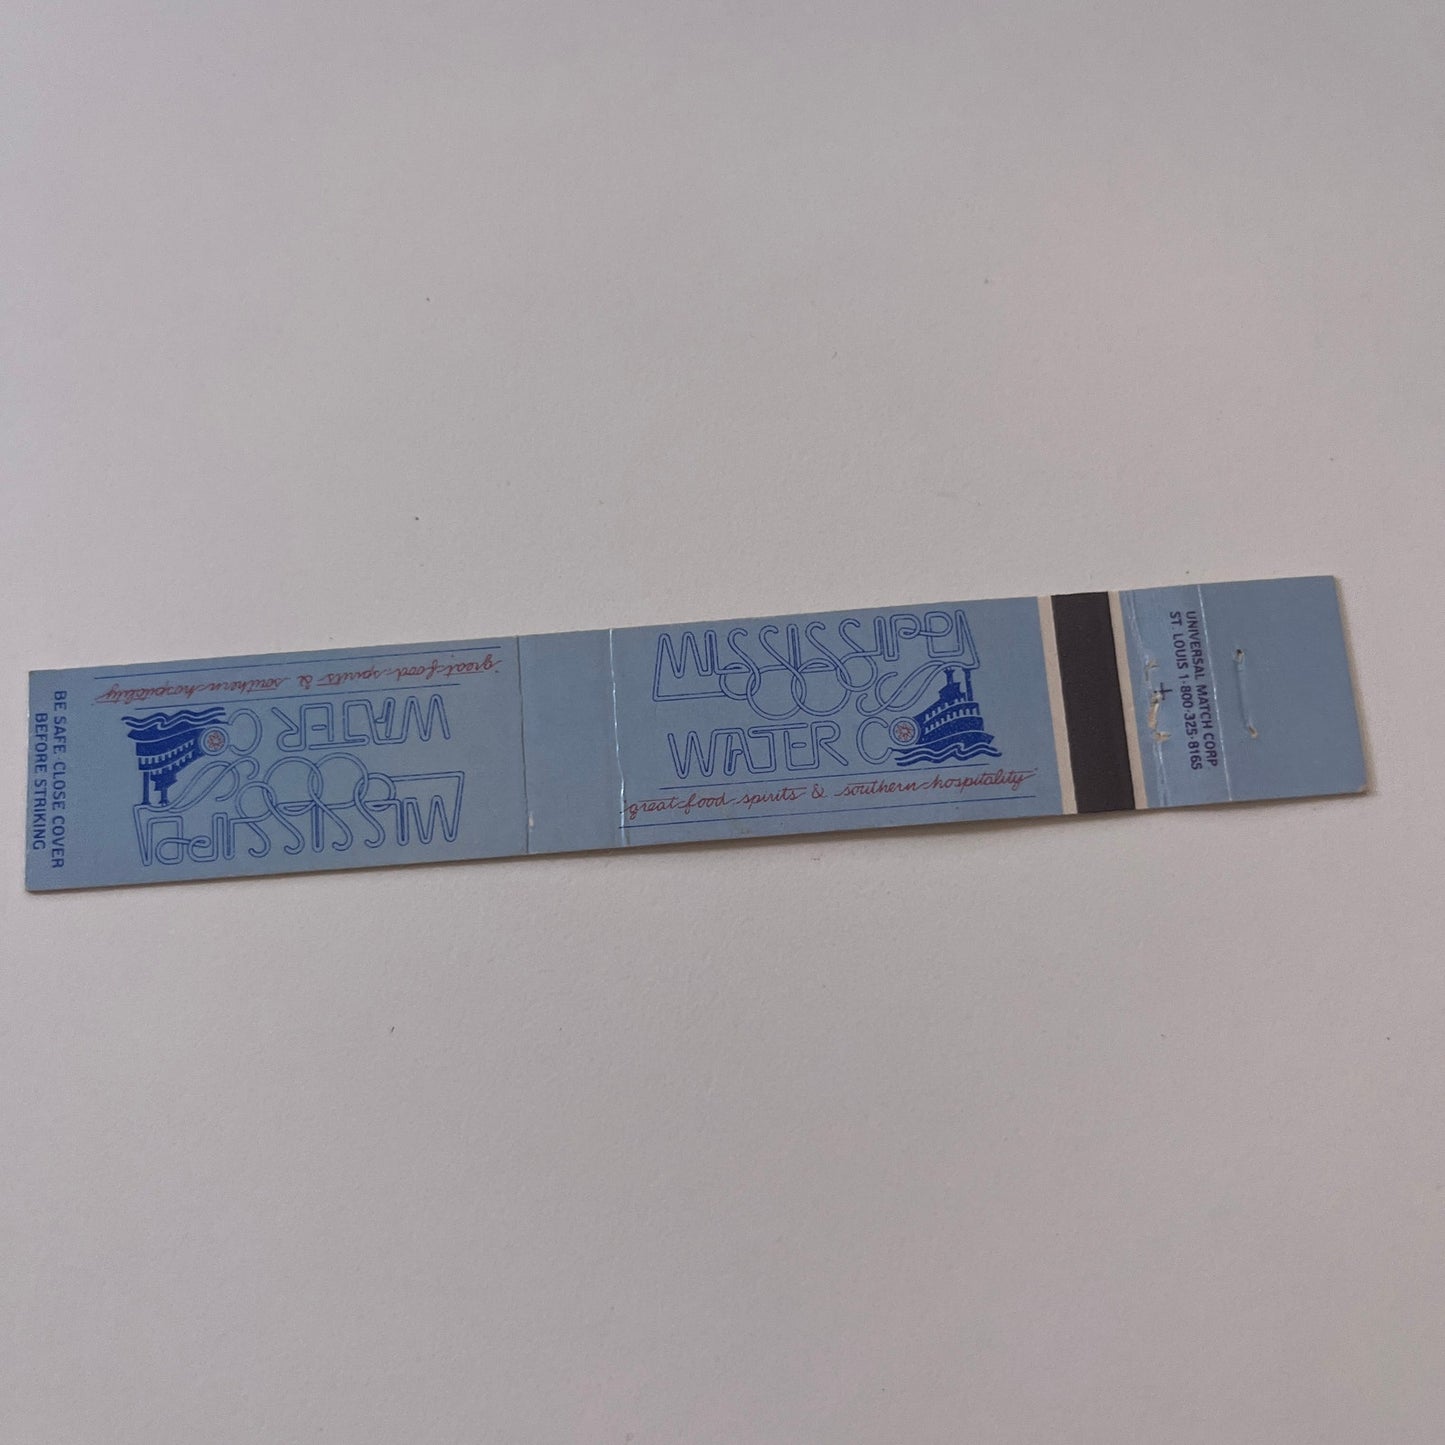 BE SAFE·CLOSE COVER
BEFORE STRIKING
MISSISSIPPI
WATER CO
"great food spirits & southern hospitality"
MISSISSIPPI
WATER CO
"great food spirits & southern hospitality"
UNIVERSAL MATCH CORP
ST. LOUIS 1-800-325-8165